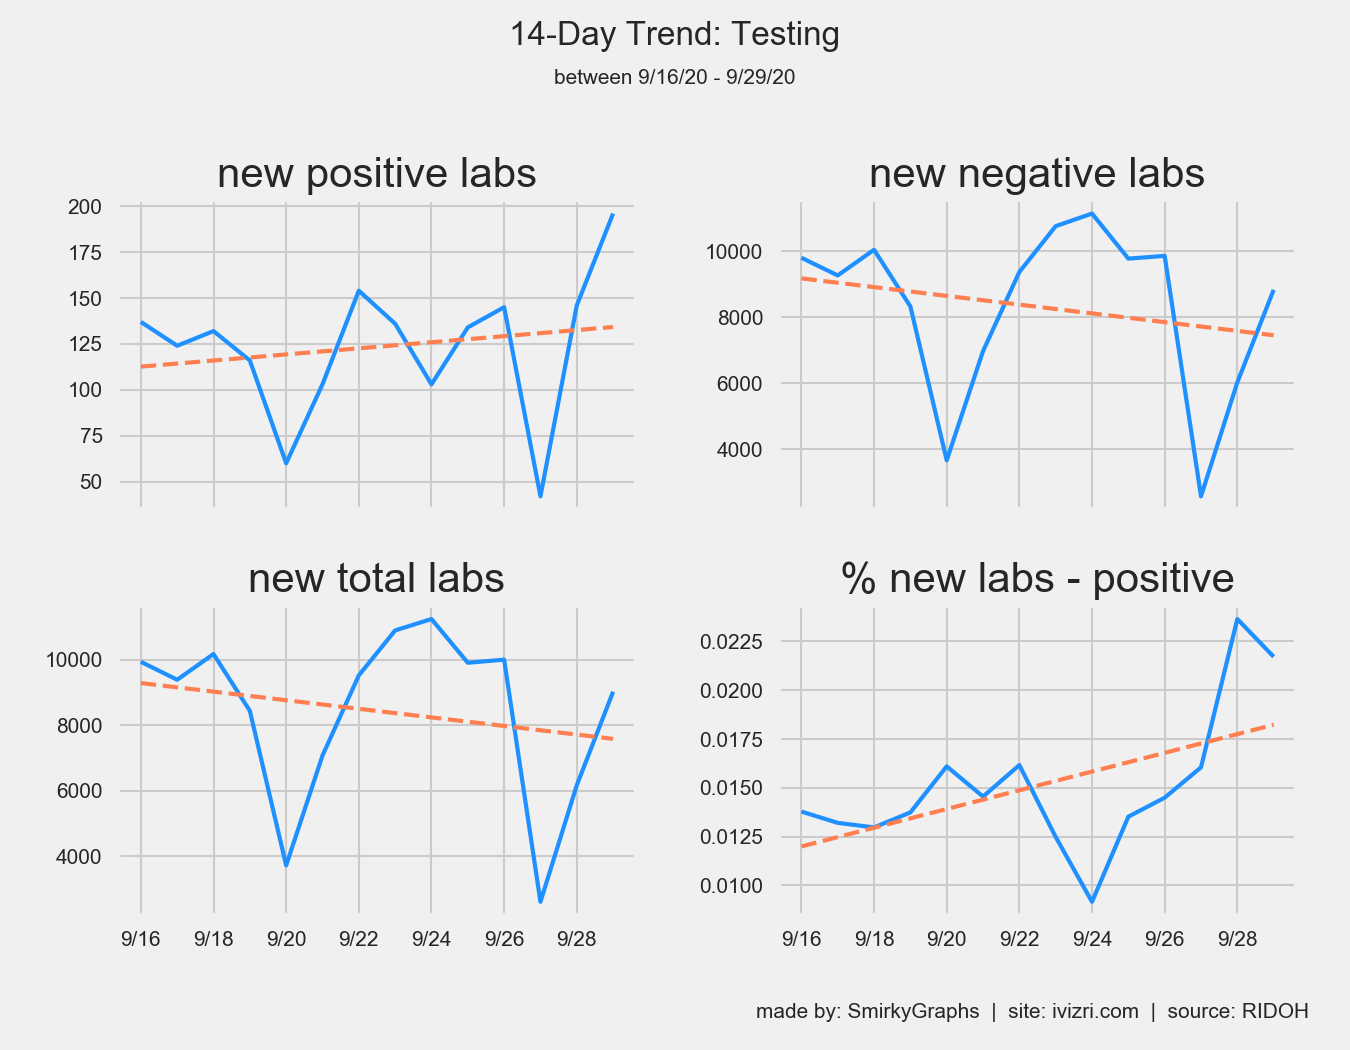 14-Day Trend: Testing
between 9/16/20 - 9/29/20
new positive labs
200
175
150
125
100
75
50
new negative labs
10000
8000
6000
4000
new total labs
10000
8000
6000
4000
9/16 9/18 9/20 9/22 9/24 9/26 9/28
% new labs - positive
0.0225
0.0200
0.0175
0.0150
0.0125
0.0100
9/16 9/18 9/20 9/22 9/24 9/26 9/28
made by: SmirkyGraphs | site: ivizri.com | source: RIDOH